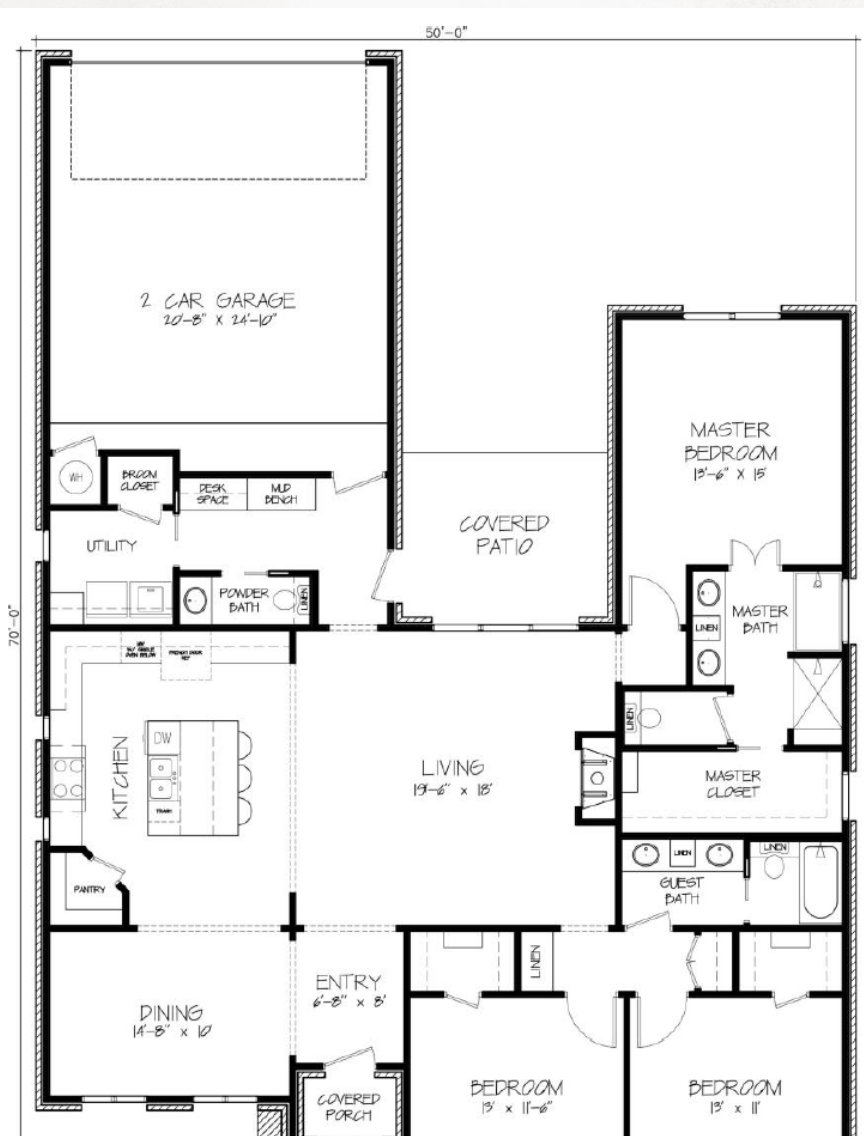 50'-0"
2 CAR GARAGE
20'-8" X 24'-10"
MASTER
BEDROOM
13'-6" X 15'
WH
BROOM
CLOSET
DESK
SPACE
MUD
BENCH
COVERED
PATIO
UTILITY
POWDER
BATH
LINEN
70'-0"
MASTER
BATH
LINEN
LINEN
KITCHEN
DW
TRASH
LIVING
19'-6" x 18'
MASTER
CLOSET
PANTRY
LINEN
LINEN
GUEST
BATH
LINEN
ENTRY
6'-8" x 8'
DINING
14'-8" x 10'
COVERED
PORCH
BEDROOM
13' x 11'-6"
BEDROOM
13' x 11'